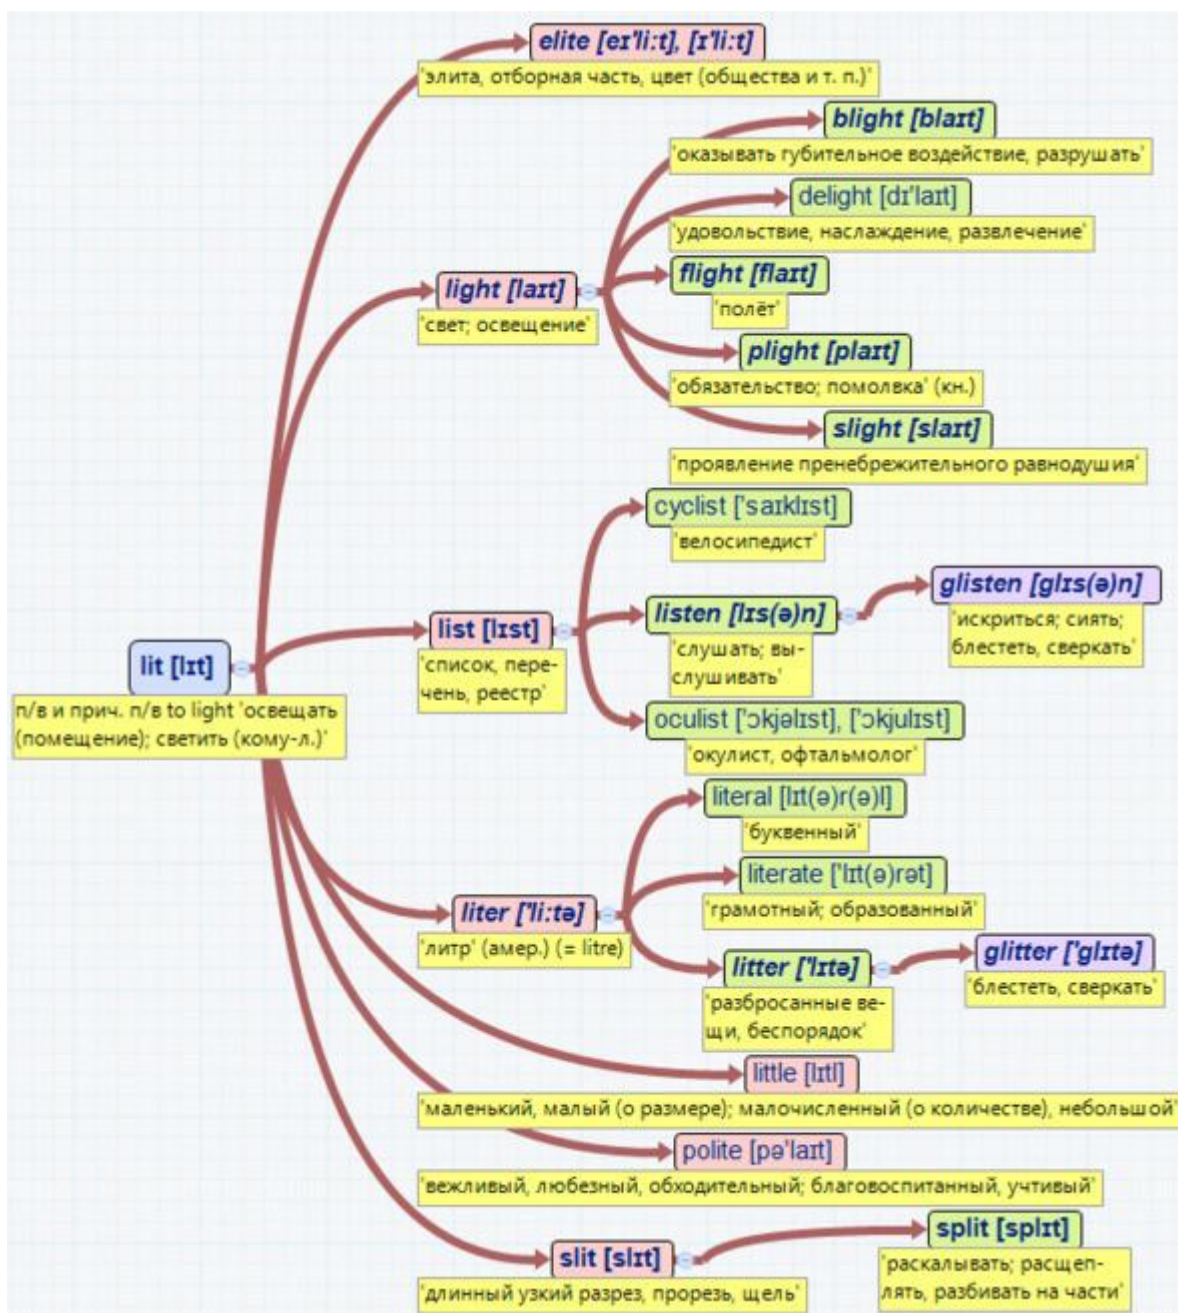 elite [eɪ'li:t], [ɪ'li:t]
'элита, отборная часть, цвет (общества и т. п.)'
blight [blaɪt]
'оказывать губительное воздействие, разрушать'
delight [dɪ'laɪt]
'удовольствие, наслаждение, развлечение'
flight [flaɪt]
'полёт'
light [laɪt]
'свет; освещение'
plight [plaɪt]
'обязательство; помолвка' (кн.)
slight [slaɪt]
'проявление пренебрежительного равнодушия'
cyclist ['saɪklɪst]
'велосипедист'
list [lɪst]
'список, пере-
чень, реестр'
listen [lɪs(ə)n]
'слушать; вы-
слушивать'
glisten [glɪs(ə)n]
'искриться; сиять;
блестеть, сверкать'
lit [lɪt]
п/в и прич. п/в to light 'освещать
(помещение); светить (кому-л.)'
oculist ['ɔkjəlɪst], ['ɔkjulɪst]
'окулист, офтальмолог'
literal [lɪt(ə)r(ə)l]
'буквенный'
literate ['lɪt(ə)rət]
'грамотный; образованный'
liter ['li:tə]
'литр' (амер.) (= litre)
litter ['lɪtə]
'разбросанные ве-
щи, беспорядок'
glitter ['glɪtə]
'блестеть, сверкать'
little [lɪtl]
'маленький, малый (о размере); малочисленный (о количестве), небольшой'
polite [pə'laɪt]
'вежливый, любезный, обходительный; благовоспитанный, учтивый'
slit [slɪt]
'длинный узкий разрез, прорезь, щель'
split [splɪt]
'раскалывать; расщеп-
лять, разбивать на части'